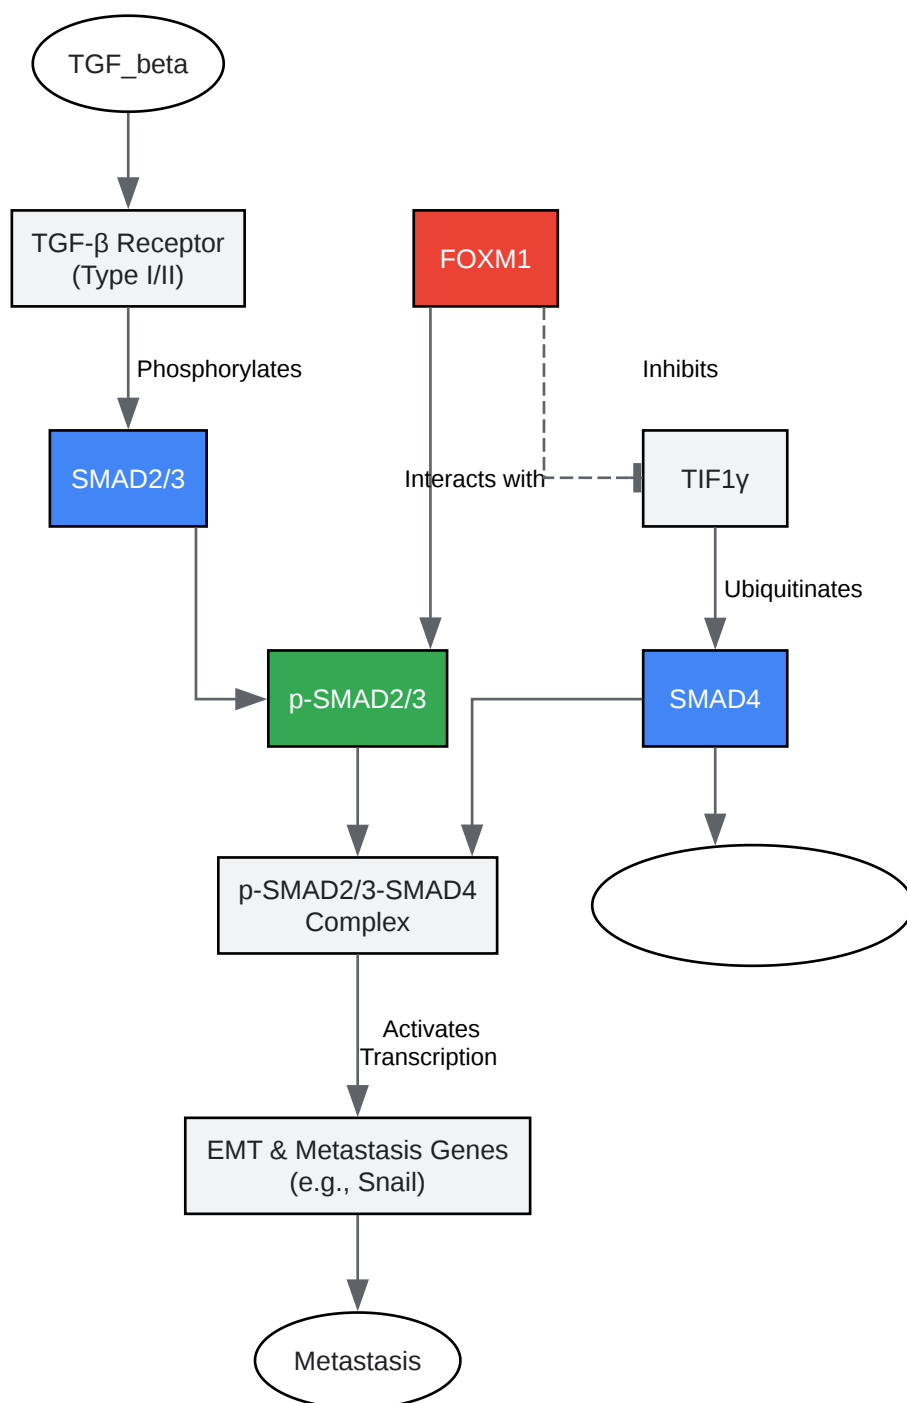 TGF_beta
TGF-β Receptor
(Type I/II)
FOXM1
Phosphorylates
Inhibits
SMAD2/3
Interacts with
TIF1γ
Ubiquitinates
p-SMAD2/3
SMAD4
p-SMAD2/3-SMAD4
Complex
Activates
Transcription
EMT & Metastasis Genes
(e.g., Snail)
Metastasis